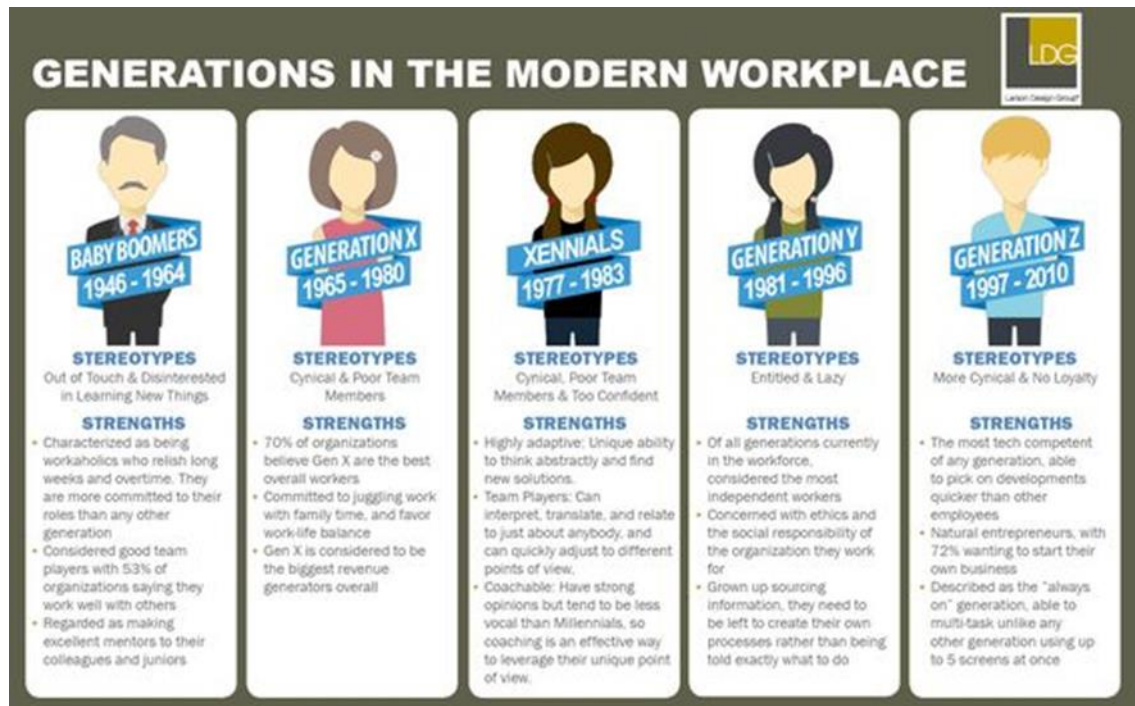 GENERATIONS IN THE MODERN WORKPLACE
LDG
Larson Design Group
BABY BOOMERS
1946 - 1964
STEREOTYPES
Out of Touch & Disinterested
in Learning New Things
STRENGTHS
• Characterized as being
workaholics who relish long
weeks and overtime. They
are more committed to their
roles than any other
generation
• Considered good team
players with 53% of
organizations saying they
work well with others
• Regarded as making
excellent mentors to their
colleagues and juniors
GENERATION X
1965 - 1980
STEREOTYPES
Cynical & Poor Team
Members
STRENGTHS
• 70% of organizations
believe Gen X are the best
overall workers
• Committed to juggling work
with family time, and favor
work-life balance
• Gen X is considered to be
the biggest revenue
generators overall
XENNIALS
1977 - 1983
STEREOTYPES
Cynical, Poor Team
Members & Too Confident
STRENGTHS
• Highly adaptive: Unique ability
to think abstractly and find
new solutions.
• Team Players: Can
interpret, translate, and relate
to just about anybody, and
can quickly adjust to different
points of view.
• Coachable: Have strong
opinions but tend to be less
vocal than Millennials, so
coaching is an effective way
to leverage their unique point
of view.
GENERATION Y
1981 - 1996
STEREOTYPES
Entitled & Lazy
STRENGTHS
• Of all generations currently
in the workforce,
considered the most
independent workers
• Concerned with ethics and
the social responsibility of
the organization they work
for
• Grown up sourcing
information, they need to
be left to create their own
processes rather than being
told exactly what to do
GENERATION Z
1997 - 2010
STEREOTYPES
More Cynical & No Loyalty
STRENGTHS
• The most tech competent
of any generation, able
to pick on developments
quicker than other
employees
• Natural entrepreneurs, with
72% wanting to start their
own business
• Described as the "always
on" generation, able to
multi-task unlike any
other generation using up
to 5 screens at once